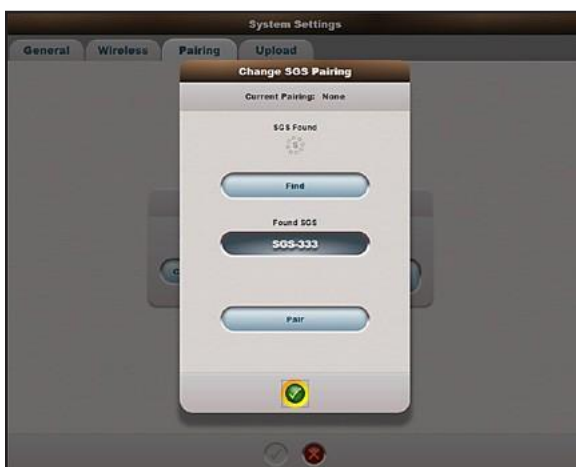 System Settings
General Wireless Pairing Upload
Change SGS Pairing
Current Pairing: None
SGS Found
Find
Found SGS
SGS-333
Pair